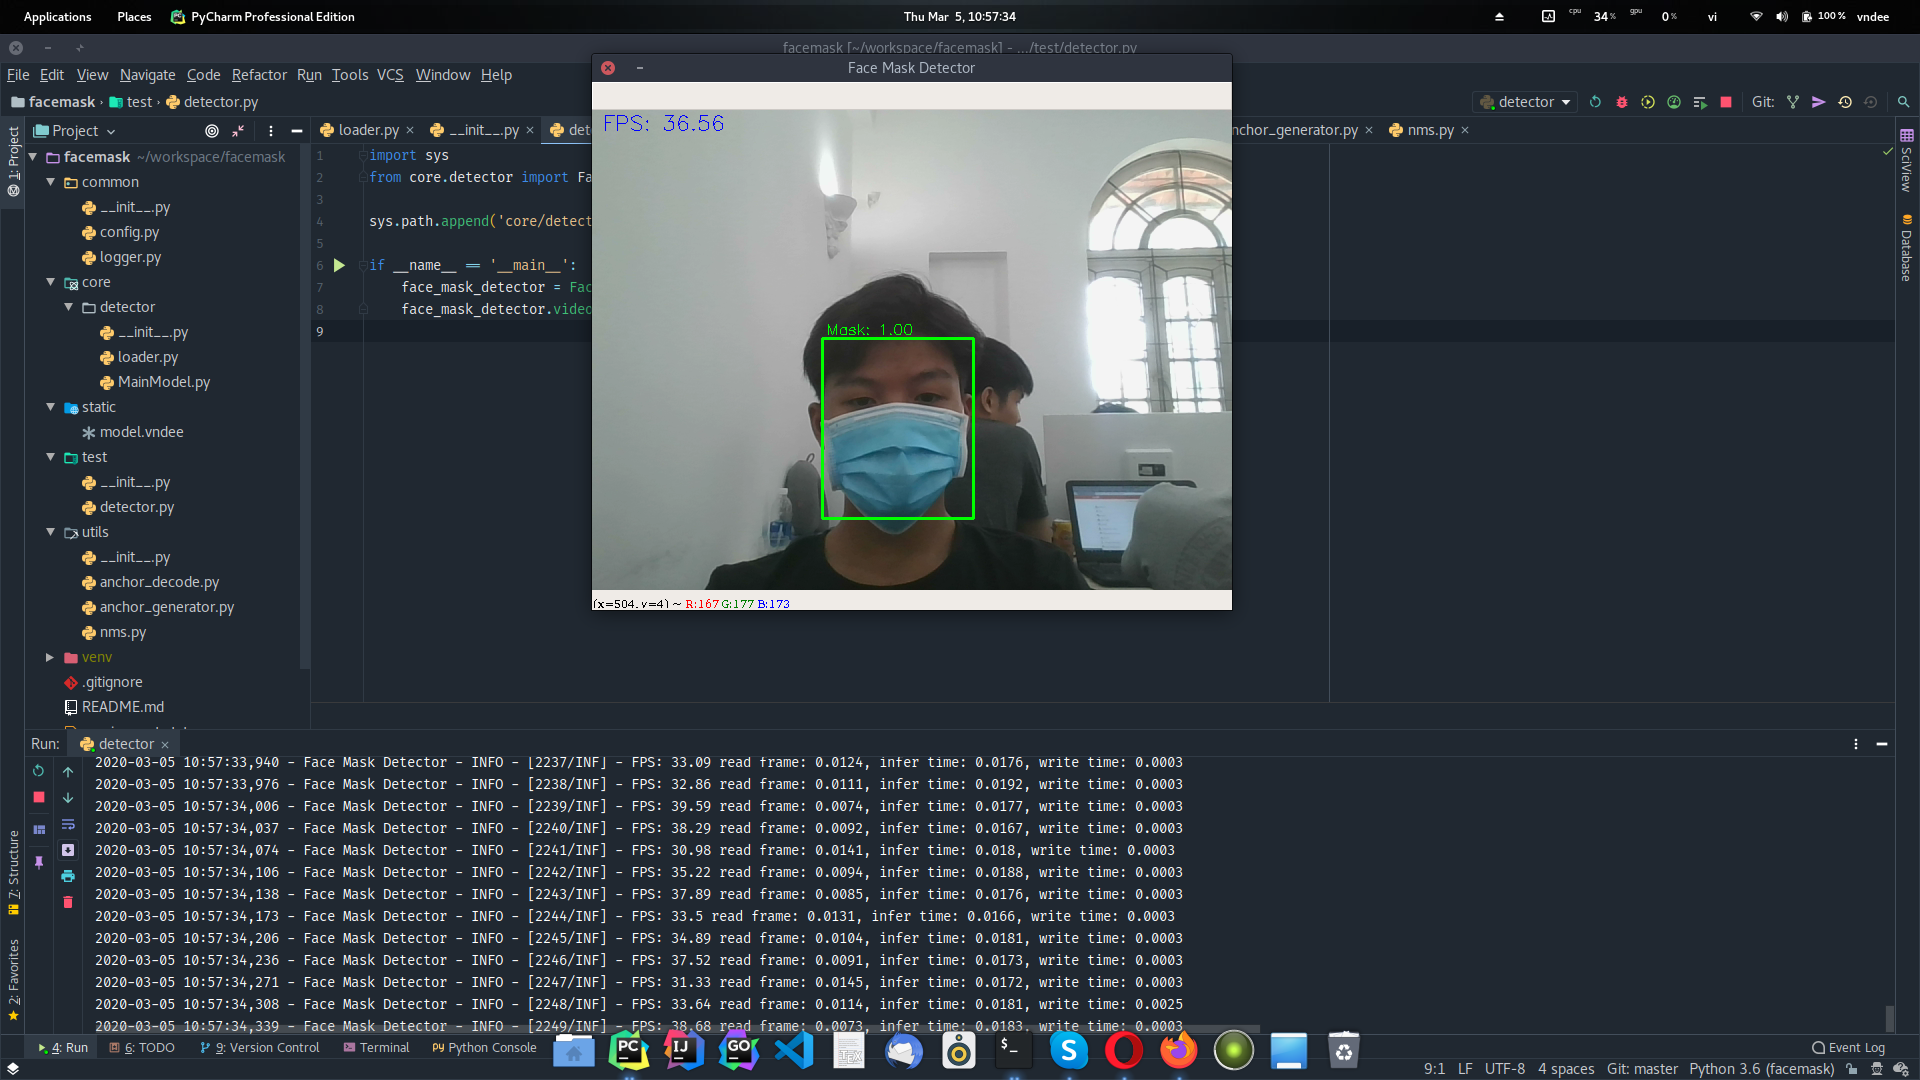 Applications Places PyCharm Professional Edition Thu Mar 5, 10:57:34 cpu 34% gpu 0% vi 100% vndee
facemask [~/workspace/facemask] - .../test/detector.py
File Edit View Navigate Code Refactor Run Tools VCS Window Help
facemask › test › detector.py
detector Git:
Project
loader.py × __init__.py × det nchor_generator.py × nms.py ×
facemask ~/workspace/facemask
common
__init__.py
config.py
logger.py
core
detector
__init__.py
loader.py
MainModel.py
static
model.vndee
test
__init__.py
detector.py
utils
__init__.py
anchor_decode.py
anchor_generator.py
nms.py
venv
.gitignore
README.md
1: Project
7: Structure
2: Favorites
1 import sys
2 from core.detector import Fa
3
4 sys.path.append('core/detect
5
6 if __name__ == '__main__':
7 face_mask_detector = Fac
8 face_mask_detector.video
9
Face Mask Detector
FPS: 36.56
Mask: 1.00
(x=504, y=4) ~ R:167 G:177 B:173
SciView
Database
Run: detector ×
2020-03-05 10:57:33,940 - Face Mask Detector - INFO - [2237/INF] - FPS: 33.09 read frame: 0.0124, infer time: 0.0176, write time: 0.0003
2020-03-05 10:57:33,976 - Face Mask Detector - INFO - [2238/INF] - FPS: 32.86 read frame: 0.0111, infer time: 0.0192, write time: 0.0003
2020-03-05 10:57:34,006 - Face Mask Detector - INFO - [2239/INF] - FPS: 39.59 read frame: 0.0074, infer time: 0.0177, write time: 0.0003
2020-03-05 10:57:34,037 - Face Mask Detector - INFO - [2240/INF] - FPS: 38.29 read frame: 0.0092, infer time: 0.0167, write time: 0.0003
2020-03-05 10:57:34,074 - Face Mask Detector - INFO - [2241/INF] - FPS: 30.98 read frame: 0.0141, infer time: 0.018, write time: 0.0003
2020-03-05 10:57:34,106 - Face Mask Detector - INFO - [2242/INF] - FPS: 35.22 read frame: 0.0094, infer time: 0.0188, write time: 0.0003
2020-03-05 10:57:34,138 - Face Mask Detector - INFO - [2243/INF] - FPS: 37.89 read frame: 0.0085, infer time: 0.0176, write time: 0.0003
2020-03-05 10:57:34,173 - Face Mask Detector - INFO - [2244/INF] - FPS: 33.5 read frame: 0.0131, infer time: 0.0166, write time: 0.0003
2020-03-05 10:57:34,206 - Face Mask Detector - INFO - [2245/INF] - FPS: 34.89 read frame: 0.0104, infer time: 0.0181, write time: 0.0003
2020-03-05 10:57:34,236 - Face Mask Detector - INFO - [2246/INF] - FPS: 37.52 read frame: 0.0091, infer time: 0.0173, write time: 0.0003
2020-03-05 10:57:34,271 - Face Mask Detector - INFO - [2247/INF] - FPS: 31.33 read frame: 0.0145, infer time: 0.0172, write time: 0.0003
2020-03-05 10:57:34,308 - Face Mask Detector - INFO - [2248/INF] - FPS: 33.64 read frame: 0.0114, infer time: 0.0181, write time: 0.0025
2020-03-05 10:57:34,339 - Face Mask Detector - INFO - [2249/INF] - FPS: 38.68 read frame: 0.0073, infer time: 0.0183, write time: 0.0003
4: Run 6: TODO 9: Version Control Terminal Python Console
PC IJ GO TEX >_ S
Event Log
9:1 LF UTF-8 4 spaces Git: master Python 3.6 (facemask)